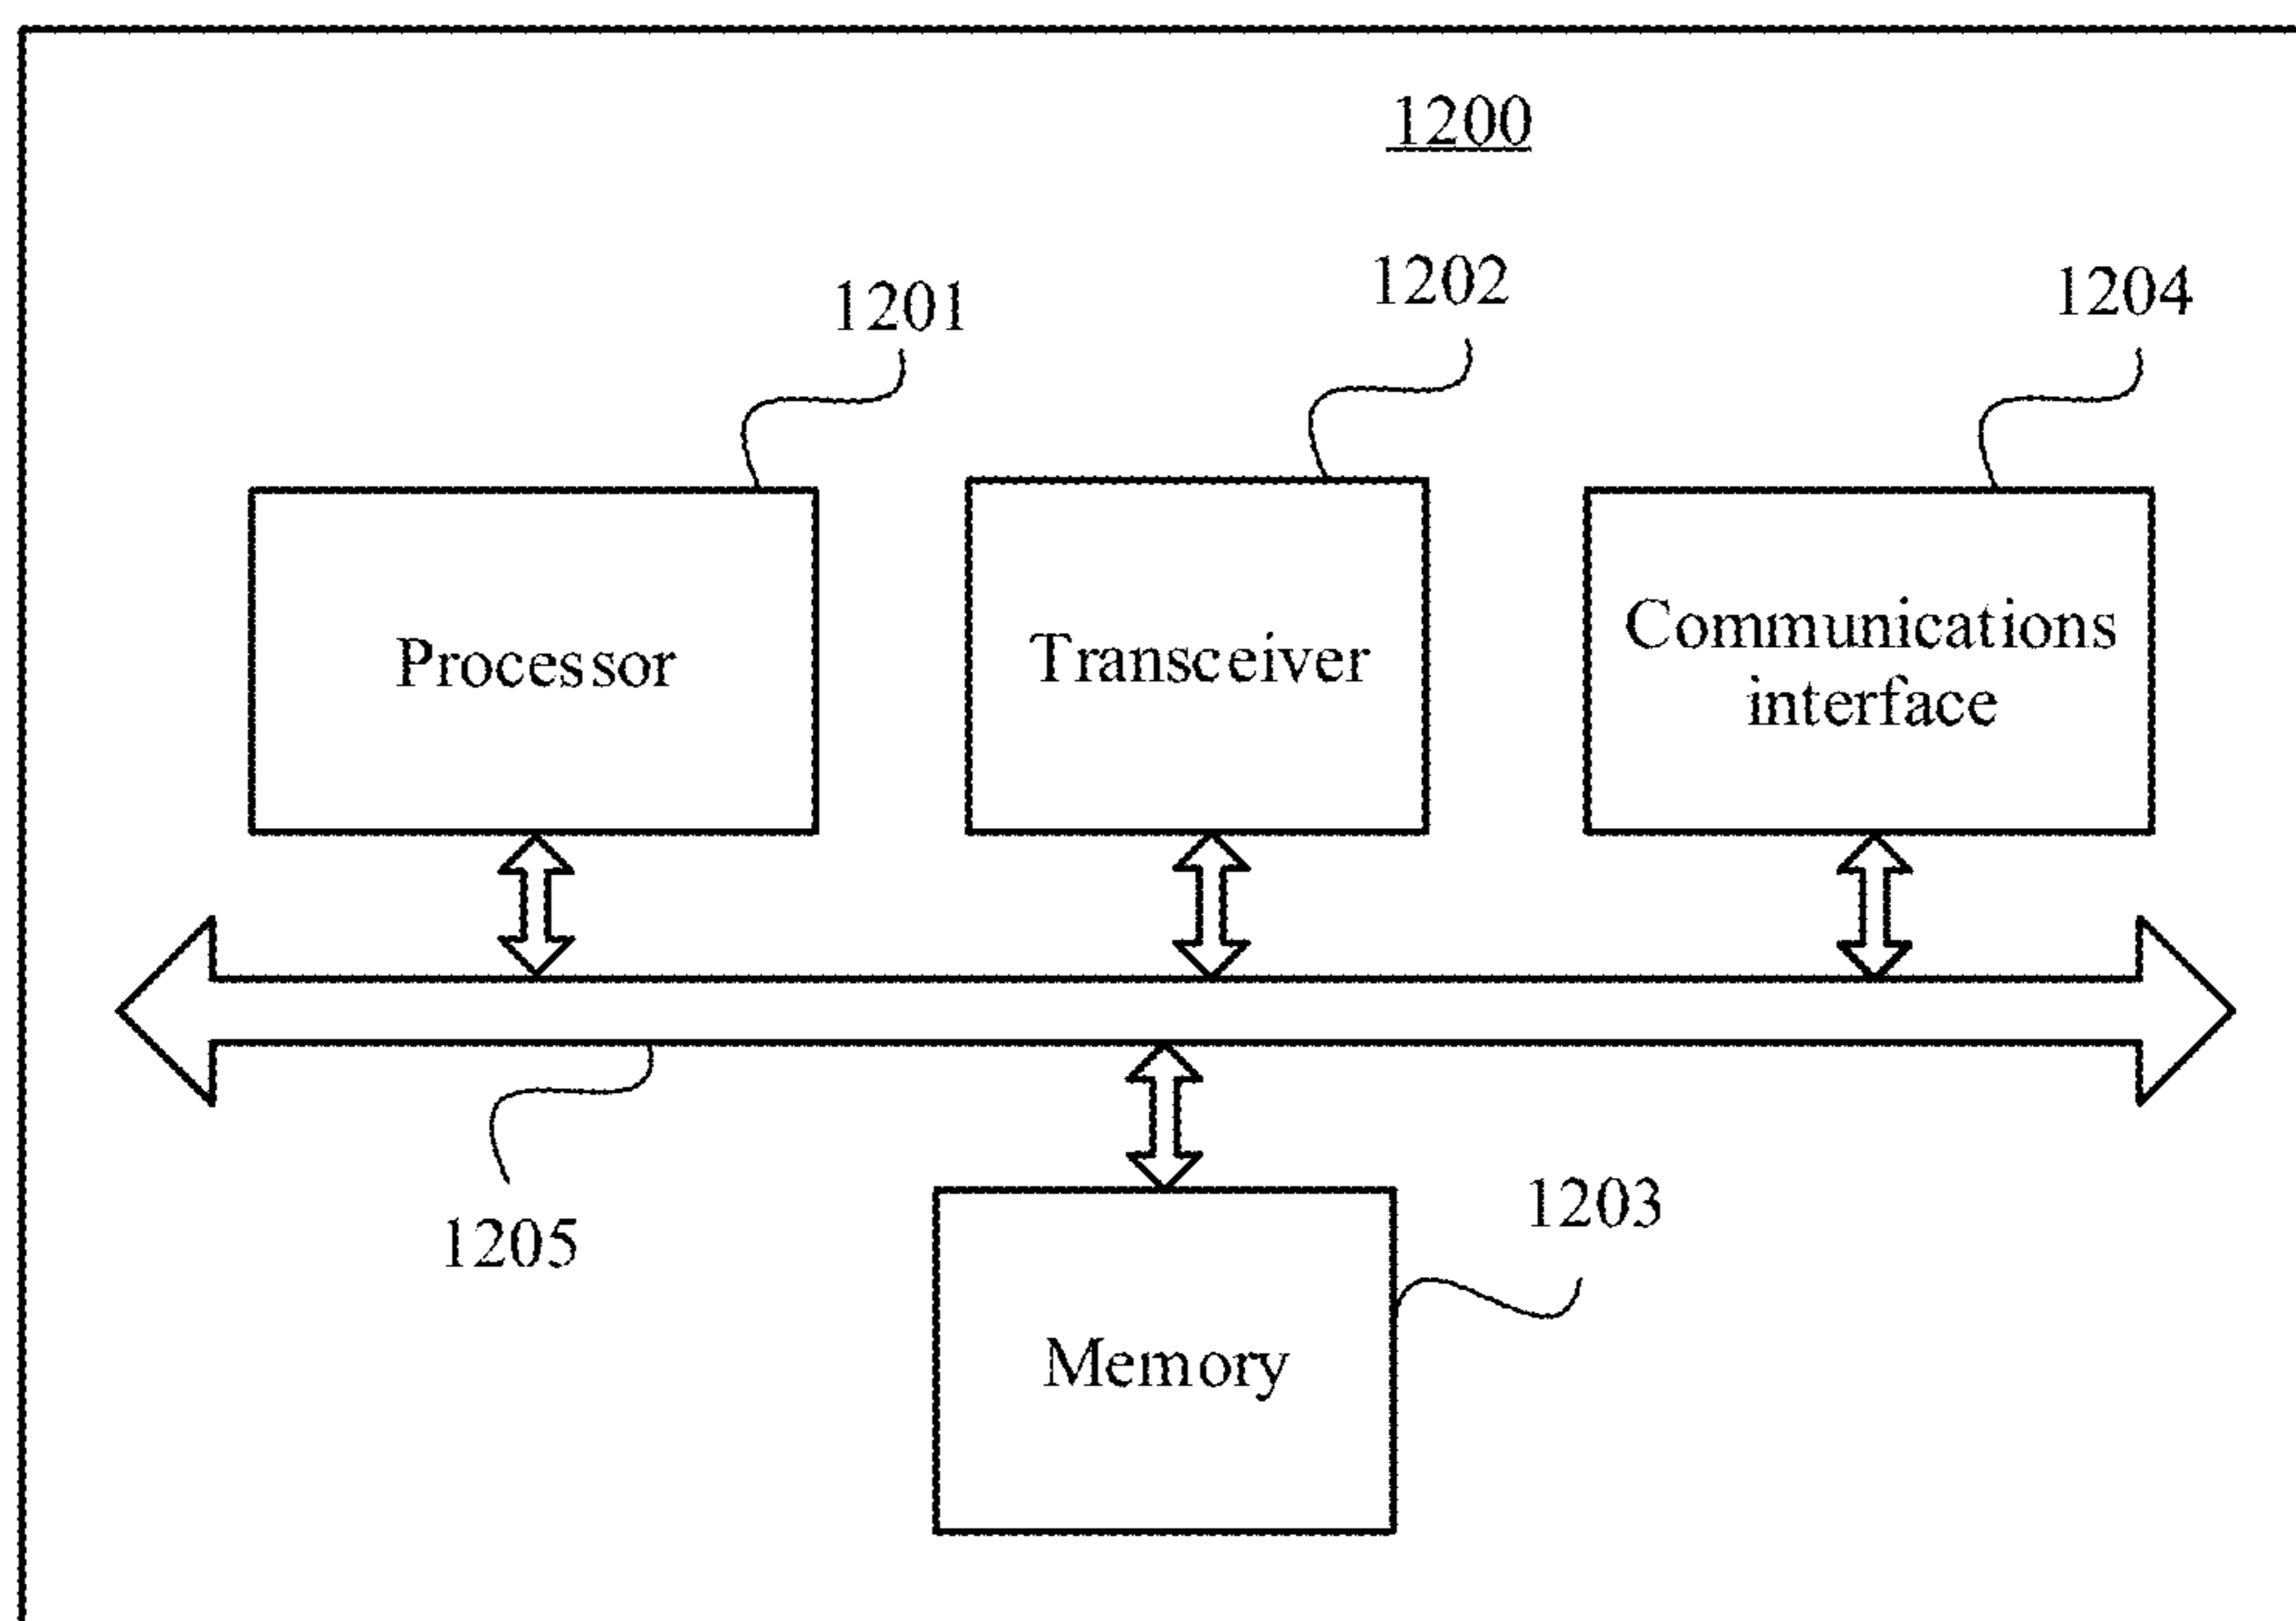 1200
1201
1202
1204
Processor
Transceiver
Communications
interface
1205
1203
Memory